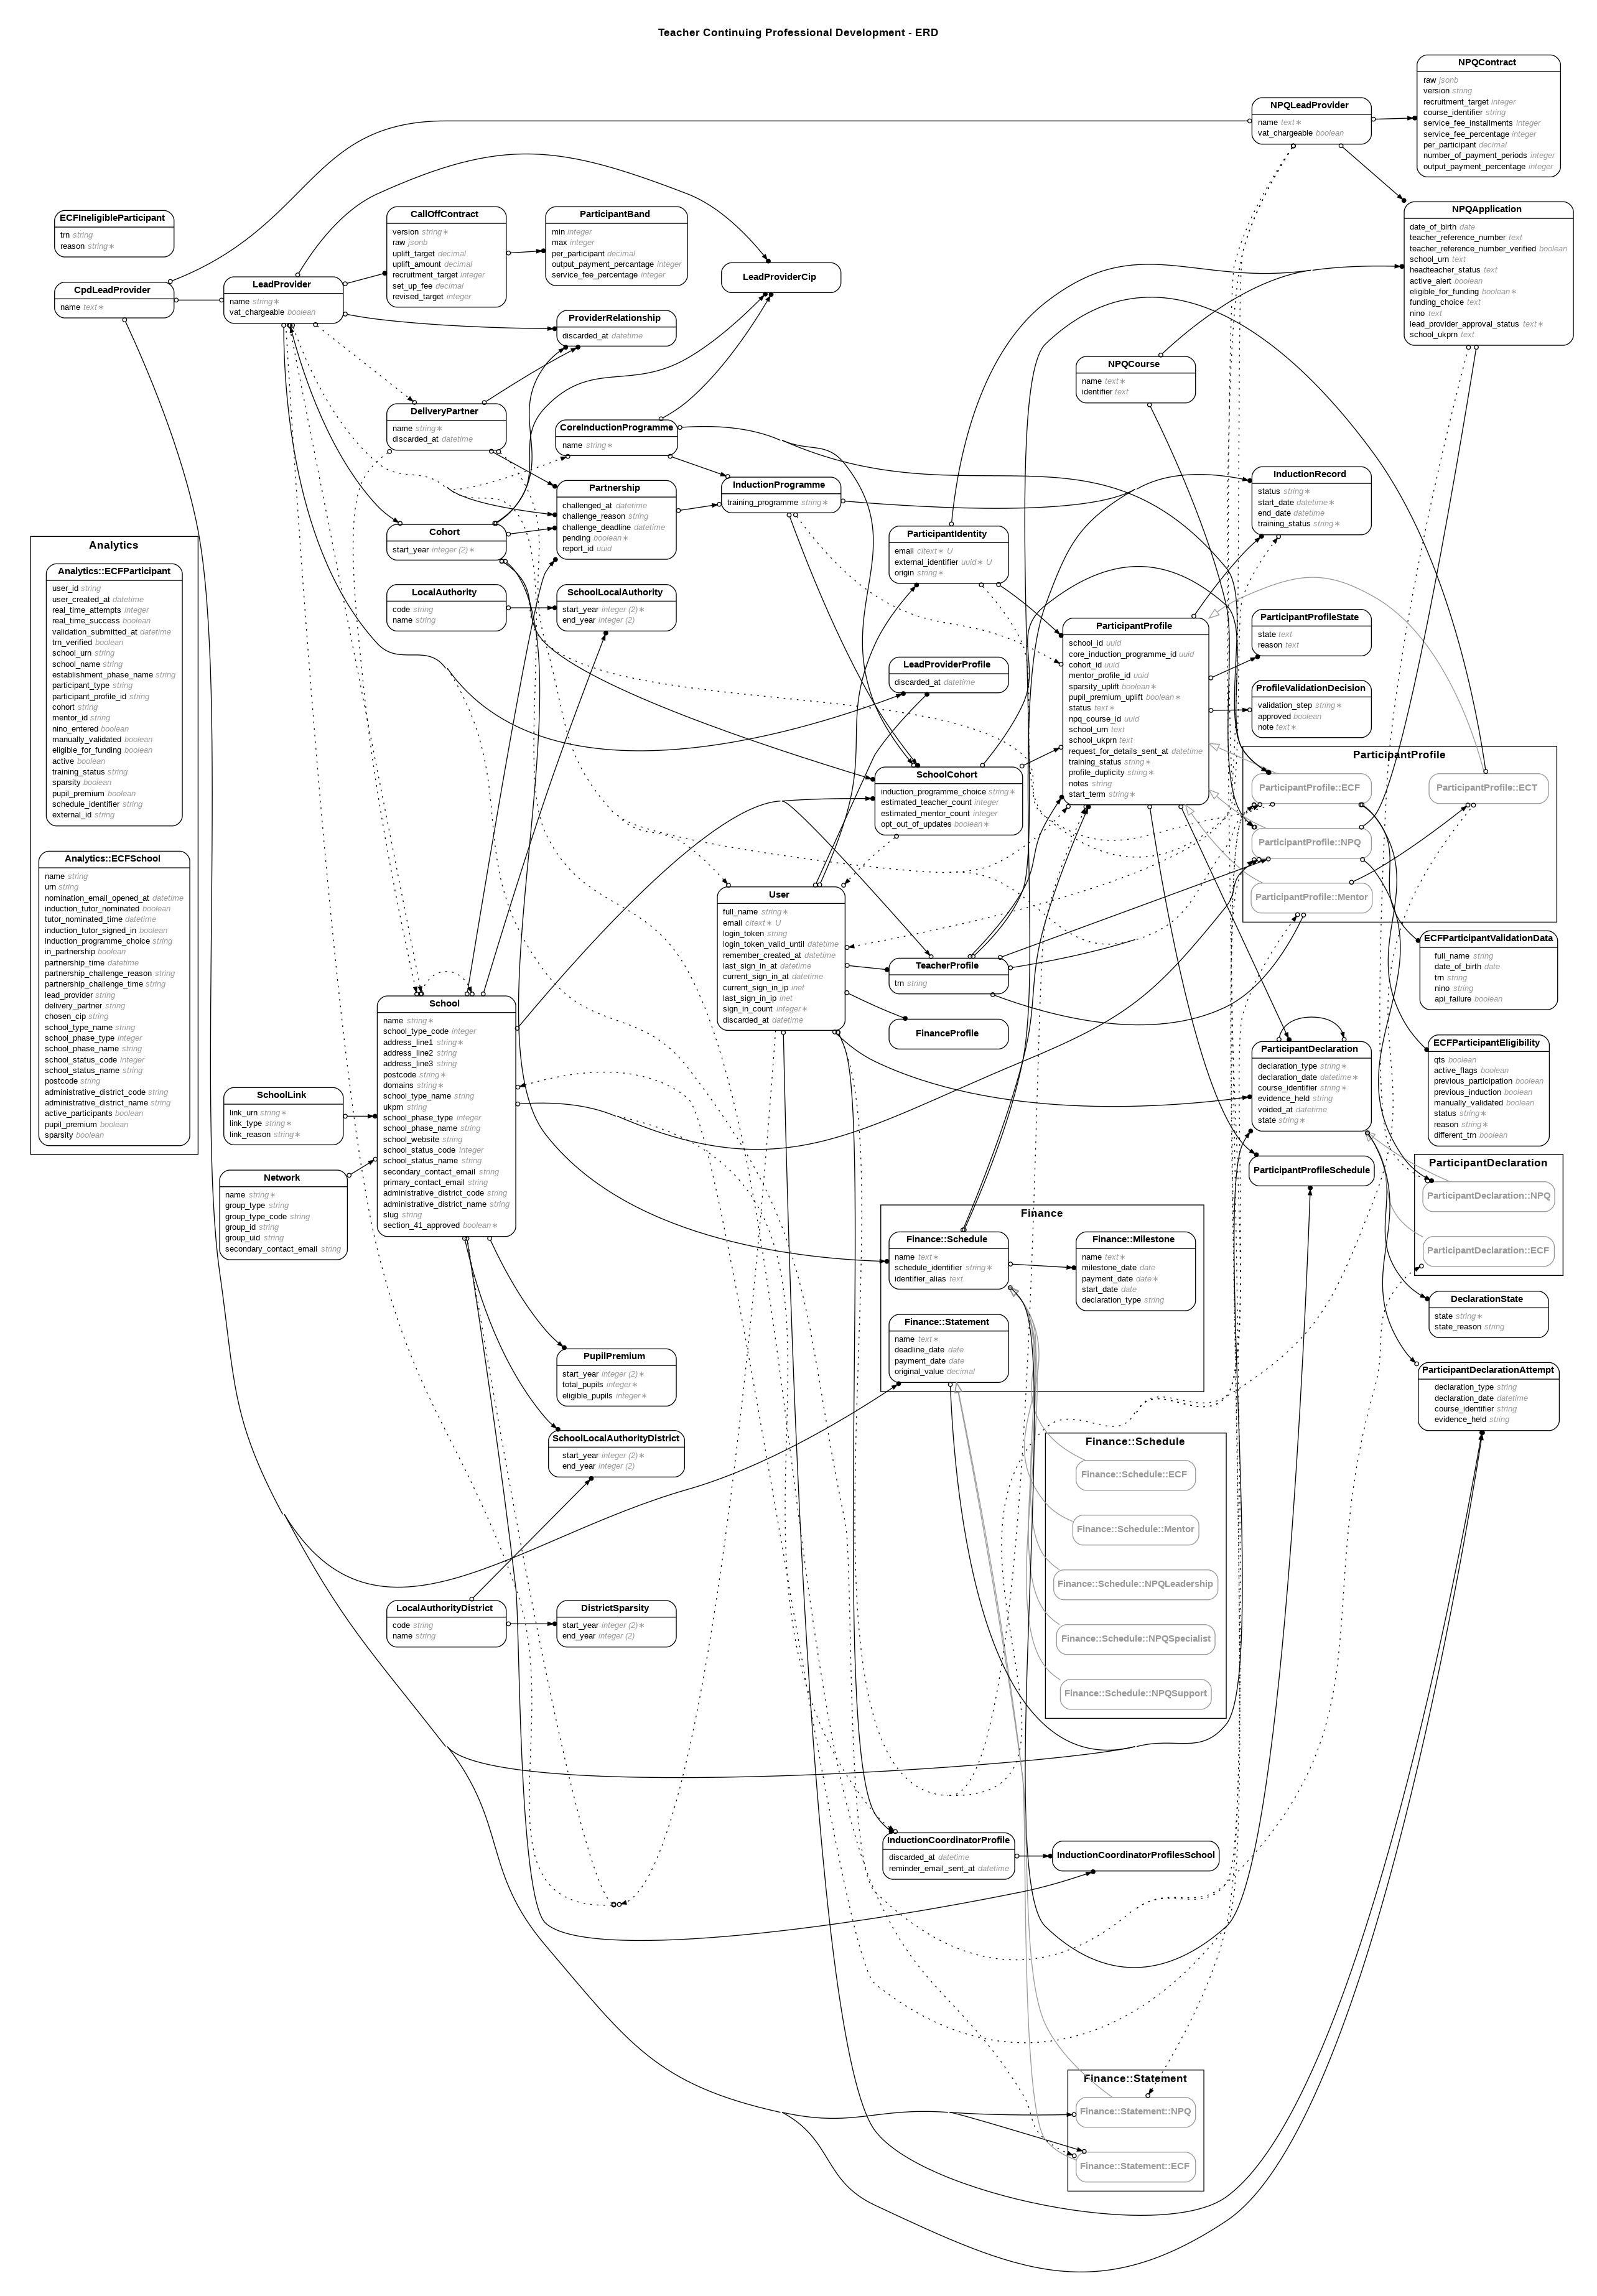 Teacher Continuing Professional Development - ERD
NPQContract
raw jsonb
version string
recruitment_target integer
course_identifier string
service_fee_installments integer
service_fee_percentage integer
per_participant decimal
number_of_payment_periods integer
output_payment_percentage integer
NPQLeadProvider
name text ∗
vat_chargeable boolean
ECFIneligibleParticipant
trn string
reason string ∗
CallOffContract
version string ∗
raw jsonb
uplift_target decimal
uplift_amount decimal
recruitment_target integer
set_up_fee decimal
revised_target integer
ParticipantBand
min integer
max integer
per_participant decimal
output_payment_percantage integer
service_fee_percentage integer
NPQApplication
date_of_birth date
teacher_reference_number text
teacher_reference_number_verified boolean
school_urn text
headteacher_status text
active_alert boolean
eligible_for_funding boolean ∗
funding_choice text
nino text
lead_provider_approval_status text ∗
school_ukprn text
LeadProviderCip
CpdLeadProvider
name text ∗
LeadProvider
name string ∗
vat_chargeable boolean
ProviderRelationship
discarded_at datetime
NPQCourse
name text ∗
identifier text
DeliveryPartner
name string ∗
discarded_at datetime
CoreInductionProgramme
name string ∗
InductionProgramme
training_programme string ∗
InductionRecord
status string ∗
start_date datetime ∗
end_date datetime
training_status string ∗
Partnership
challenged_at datetime
challenge_reason string
challenge_deadline datetime
pending boolean ∗
report_id uuid
Cohort
start_year integer (2) ∗
ParticipantIdentity
email citext ∗ U
external_identifier uuid ∗ U
origin string ∗
Analytics
Analytics::ECFParticipant
user_id string
user_created_at datetime
real_time_attempts integer
real_time_success boolean
validation_submitted_at datetime
trn_verified boolean
school_urn string
school_name string
establishment_phase_name string
participant_type string
participant_profile_id string
cohort string
mentor_id string
nino_entered boolean
manually_validated boolean
eligible_for_funding boolean
active boolean
training_status string
sparsity boolean
pupil_premium boolean
schedule_identifier string
external_id string
Analytics::ECFSchool
name string
urn string
nomination_email_opened_at datetime
induction_tutor_nominated boolean
tutor_nominated_time datetime
induction_tutor_signed_in boolean
induction_programme_choice string
in_partnership boolean
partnership_time datetime
partnership_challenge_reason string
partnership_challenge_time string
lead_provider string
delivery_partner string
chosen_cip string
school_type_name string
school_phase_type integer
school_phase_name string
school_status_code integer
school_status_name string
postcode string
administrative_district_code string
administrative_district_name string
active_participants boolean
pupil_premium boolean
sparsity boolean
LocalAuthority
code string
name string
SchoolLocalAuthority
start_year integer (2) ∗
end_year integer (2)
LeadProviderProfile
discarded_at datetime
ParticipantProfile
school_id uuid
core_induction_programme_id uuid
cohort_id uuid
mentor_profile_id uuid
sparsity_uplift boolean ∗
pupil_premium_uplift boolean ∗
status text ∗
npq_course_id uuid
school_urn text
school_ukprn text
request_for_details_sent_at datetime
training_status string ∗
profile_duplicity string ∗
notes string
start_term string ∗
ParticipantProfileState
state text
reason text
ProfileValidationDecision
validation_step string ∗
approved boolean
note text ∗
ParticipantProfile
ParticipantProfile::ECF
ParticipantProfile::ECT
ParticipantProfile::NPQ
ParticipantProfile::Mentor
SchoolCohort
induction_programme_choice string ∗
estimated_teacher_count integer
estimated_mentor_count integer
opt_out_of_updates boolean ∗
User
full_name string ∗
email citext ∗ U
login_token string
login_token_valid_until datetime
remember_created_at datetime
last_sign_in_at datetime
current_sign_in_at datetime
current_sign_in_ip inet
last_sign_in_ip inet
sign_in_count integer ∗
discarded_at datetime
TeacherProfile
trn string
FinanceProfile
ECFParticipantValidationData
full_name string
date_of_birth date
trn string
nino string
api_failure boolean
School
name string ∗
school_type_code integer
address_line1 string ∗
address_line2 string
address_line3 string
postcode string ∗
domains string ∗
school_type_name string
ukprn string
school_phase_type integer
school_phase_name string
school_website string
school_status_code integer
school_status_name string
secondary_contact_email string
primary_contact_email string
administrative_district_code string
administrative_district_name string
slug string
section_41_approved boolean ∗
ParticipantDeclaration
declaration_type string ∗
declaration_date datetime ∗
course_identifier string ∗
evidence_held string
voided_at datetime
state string ∗
ECFParticipantEligibility
qts boolean
active_flags boolean
previous_participation boolean
previous_induction boolean
manually_validated boolean
status string ∗
reason string ∗
different_trn boolean
SchoolLink
link_urn string ∗
link_type string ∗
link_reason string ∗
ParticipantProfileSchedule
ParticipantDeclaration
ParticipantDeclaration::NPQ
ParticipantDeclaration::ECF
Network
name string ∗
group_type string
group_type_code string
group_id string
group_uid string
secondary_contact_email string
Finance
Finance::Schedule
name text ∗
schedule_identifier string ∗
identifier_alias text
Finance::Milestone
name text ∗
milestone_date date
payment_date date ∗
start_date date
declaration_type string
Finance::Statement
name text ∗
deadline_date date
payment_date date
original_value decimal
DeclarationState
state string ∗
state_reason string
PupilPremium
start_year integer (2) ∗
total_pupils integer ∗
eligible_pupils integer ∗
ParticipantDeclarationAttempt
declaration_type string
declaration_date datetime
course_identifier string
evidence_held string
SchoolLocalAuthorityDistrict
start_year integer (2) ∗
end_year integer (2)
Finance::Schedule
Finance::Schedule::ECF
Finance::Schedule::Mentor
Finance::Schedule::NPQLeadership
Finance::Schedule::NPQSpecialist
Finance::Schedule::NPQSupport
LocalAuthorityDistrict
code string
name string
DistrictSparsity
start_year integer (2) ∗
end_year integer (2)
InductionCoordinatorProfile
discarded_at datetime
reminder_email_sent_at datetime
InductionCoordinatorProfilesSchool
Finance::Statement
Finance::Statement::NPQ
Finance::Statement::ECF